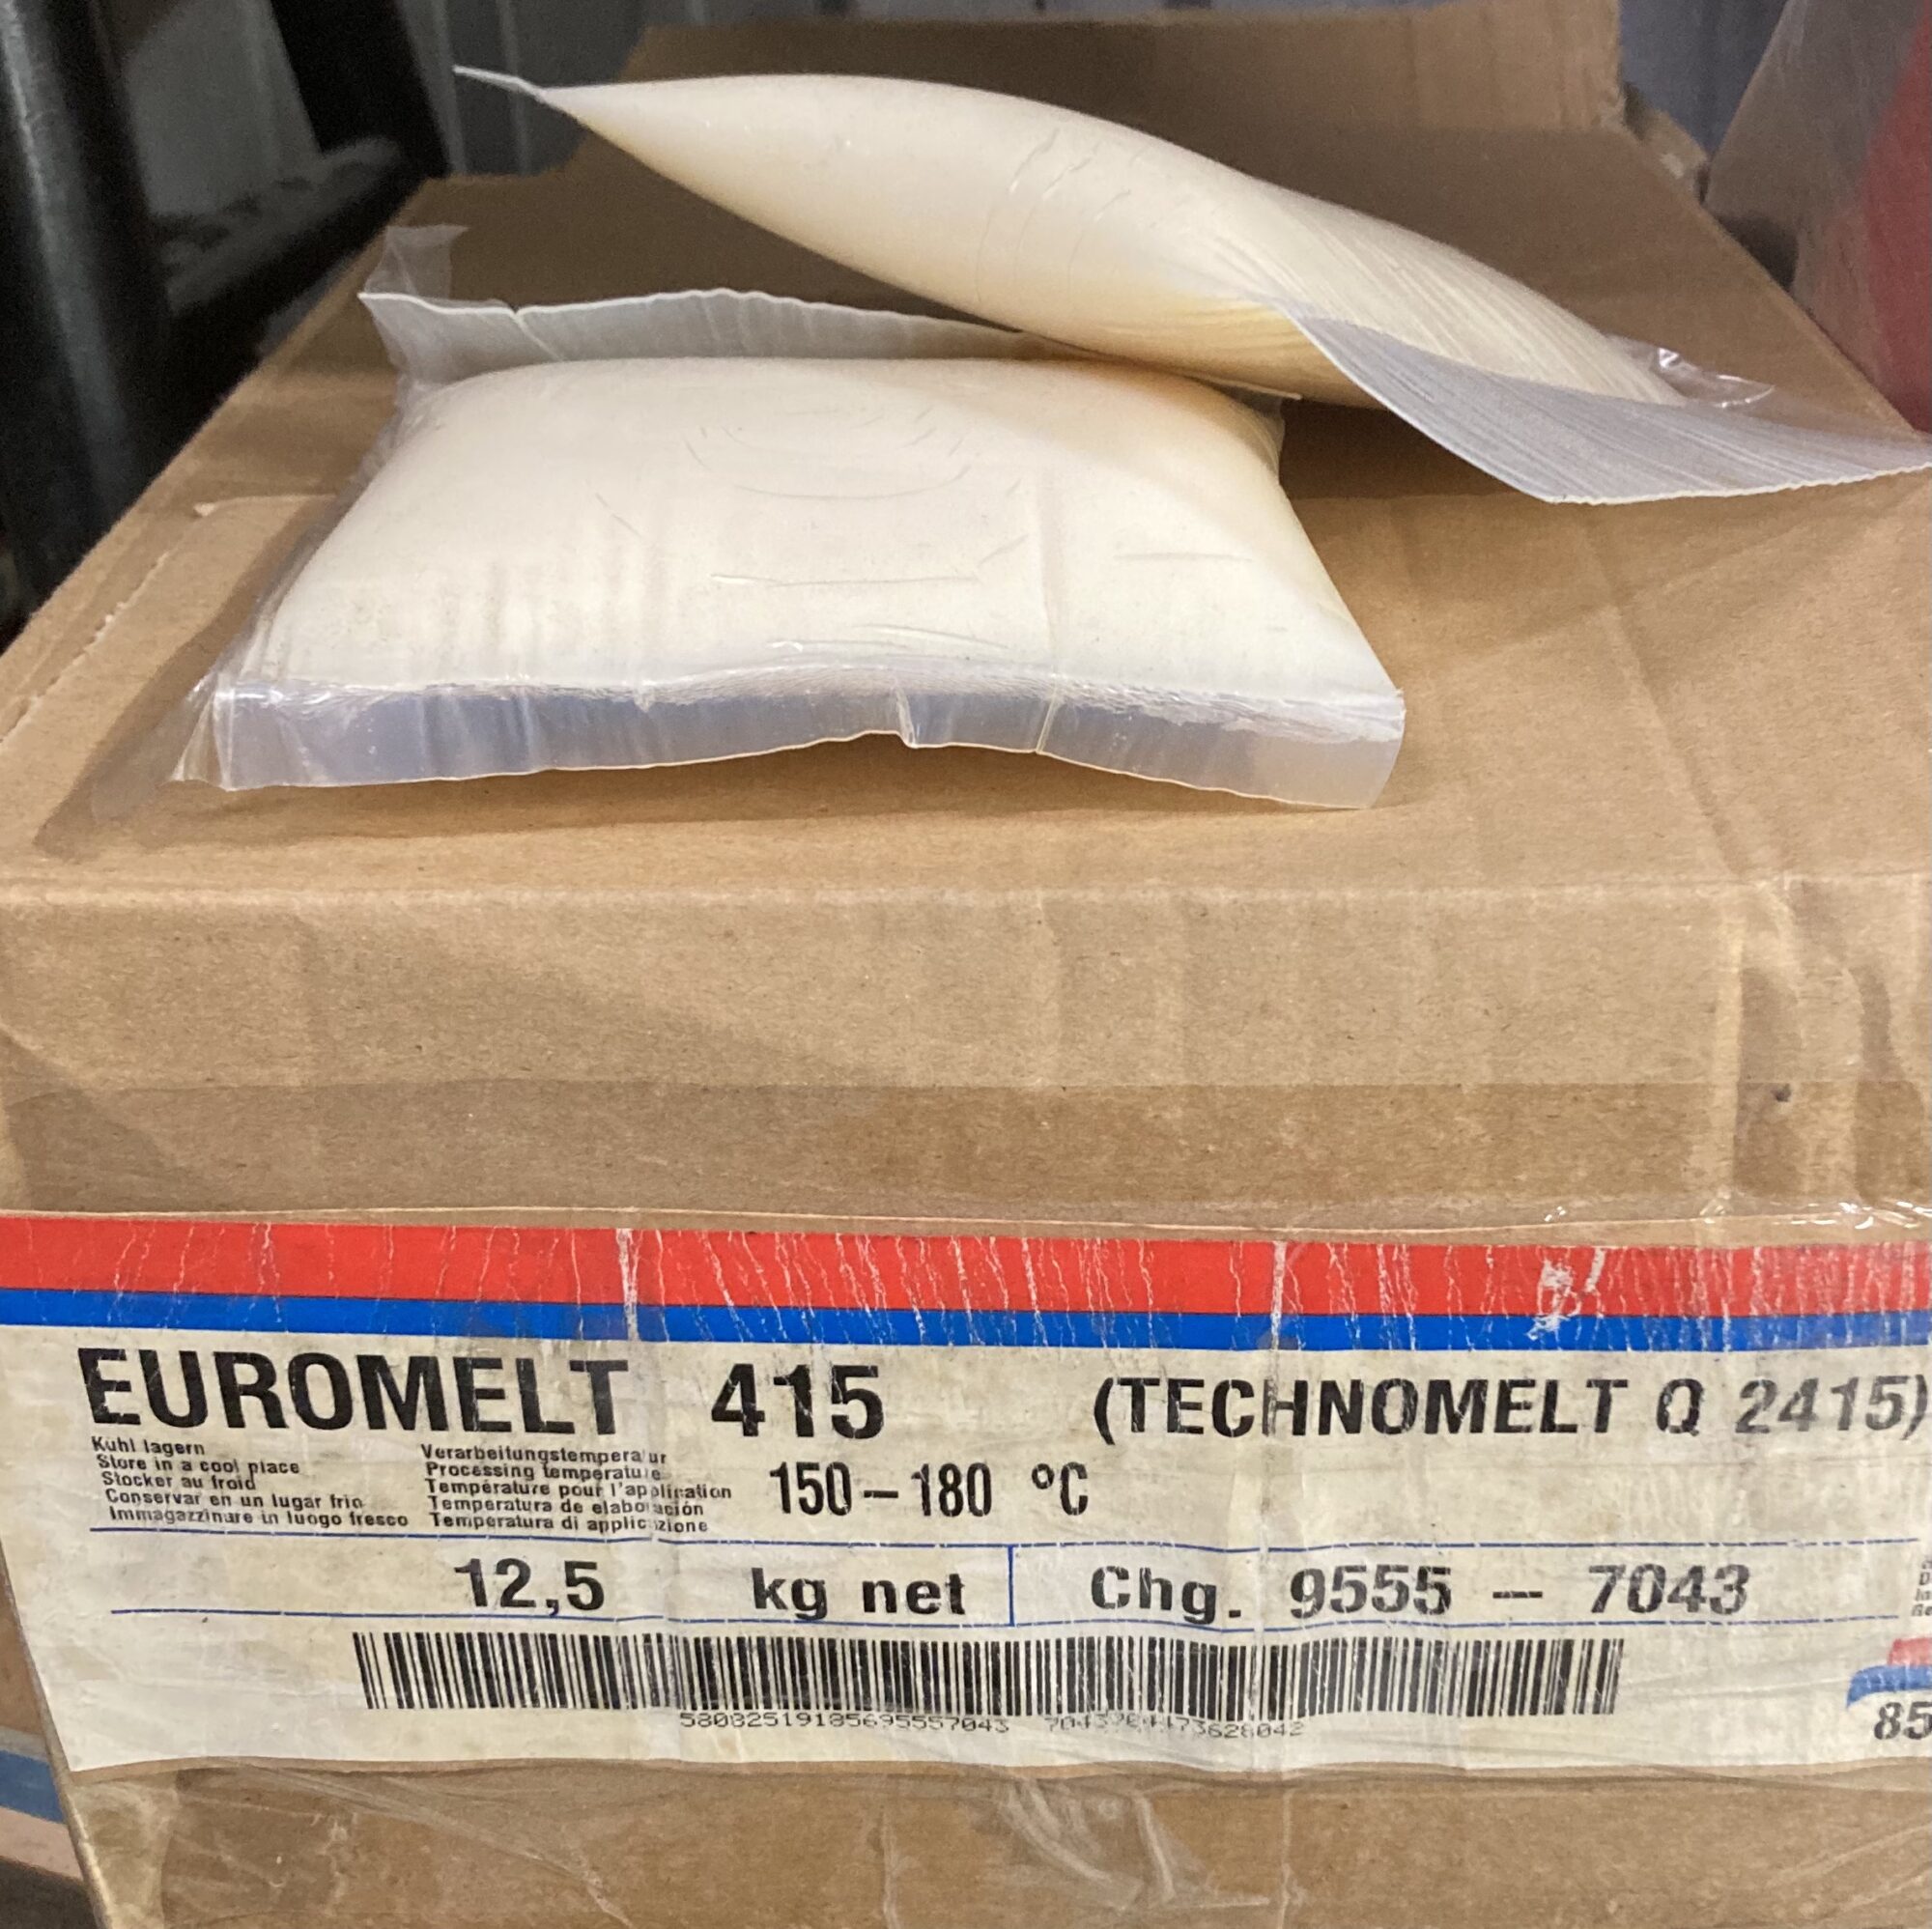 EUROMELT 415 (TECHNOMELT Q 2415)
Kühl lagern
Store in a cool place
Stocker au froid
Conservar en un lugar frio
Immagazzinare in luogo fresco
Verarbeitungstemperatur
Processing temperature
Température pour l'application
Temperatura de elaboración
Temperatura di applicazione
150 – 180 °C
12,5 kg net
Chg. 9555 – 7043
58082519185695557043
85